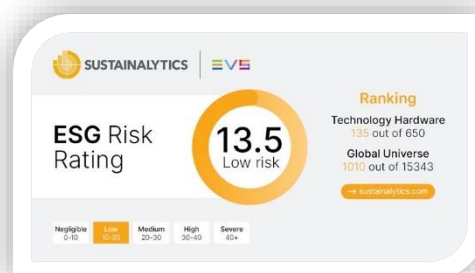 SUSTAINALYTICS
EVS
ESG Risk
Rating
13.5
Low risk
Ranking
Technology Hardware
135 out of 650
Global Universe
1010 out of 15343
→ sustainalytics.com
Negligible Low Medium High Severe
0-10 10-20 20-30 30-40 40+